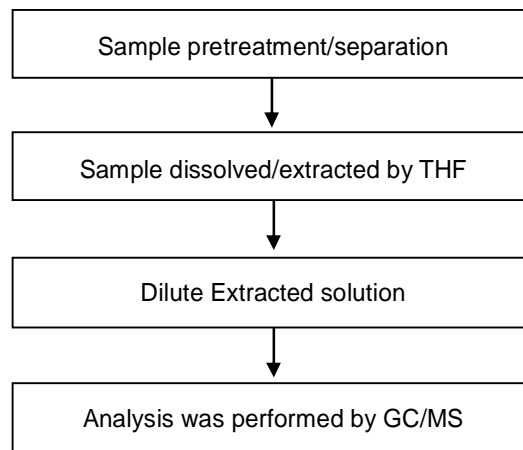 Sample pretreatment/separation
Sample dissolved/extracted by THF
Dilute Extracted solution
Analysis was performed by GC/MS